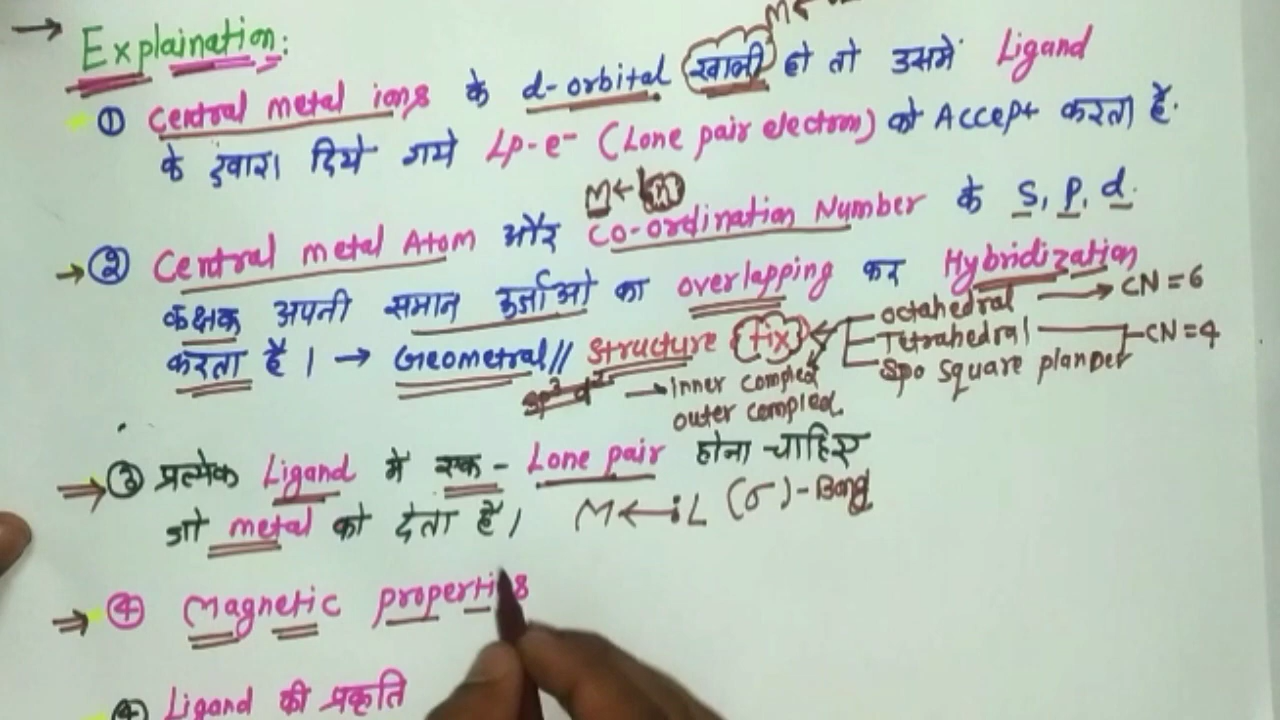 M←
→ Explaination:
① Central metal ions के d-orbital खाली हो तो उसमें Ligand
के द्वारा दिये गये Lp-e- (Lone pair electron) को Accept करता है.
M←
→② Central metal Atom और Co-ordination Number के s, p, d.
कक्षक अपनी समान ऊर्जाओ का overlapping कर Hybridization
करता है। → Geometral// Structure fix
octahedral → CN=6
Tetrahedral CN=4
Square plander
sp³d² → inner complex
outer complex
⇒③ प्रत्येक Ligand में एक - Lone pair होना चाहिए
जो metal को देता है। M←:L (σ)-Bond
⇒④ Magnetic properties
④ Ligand की प्रकृति